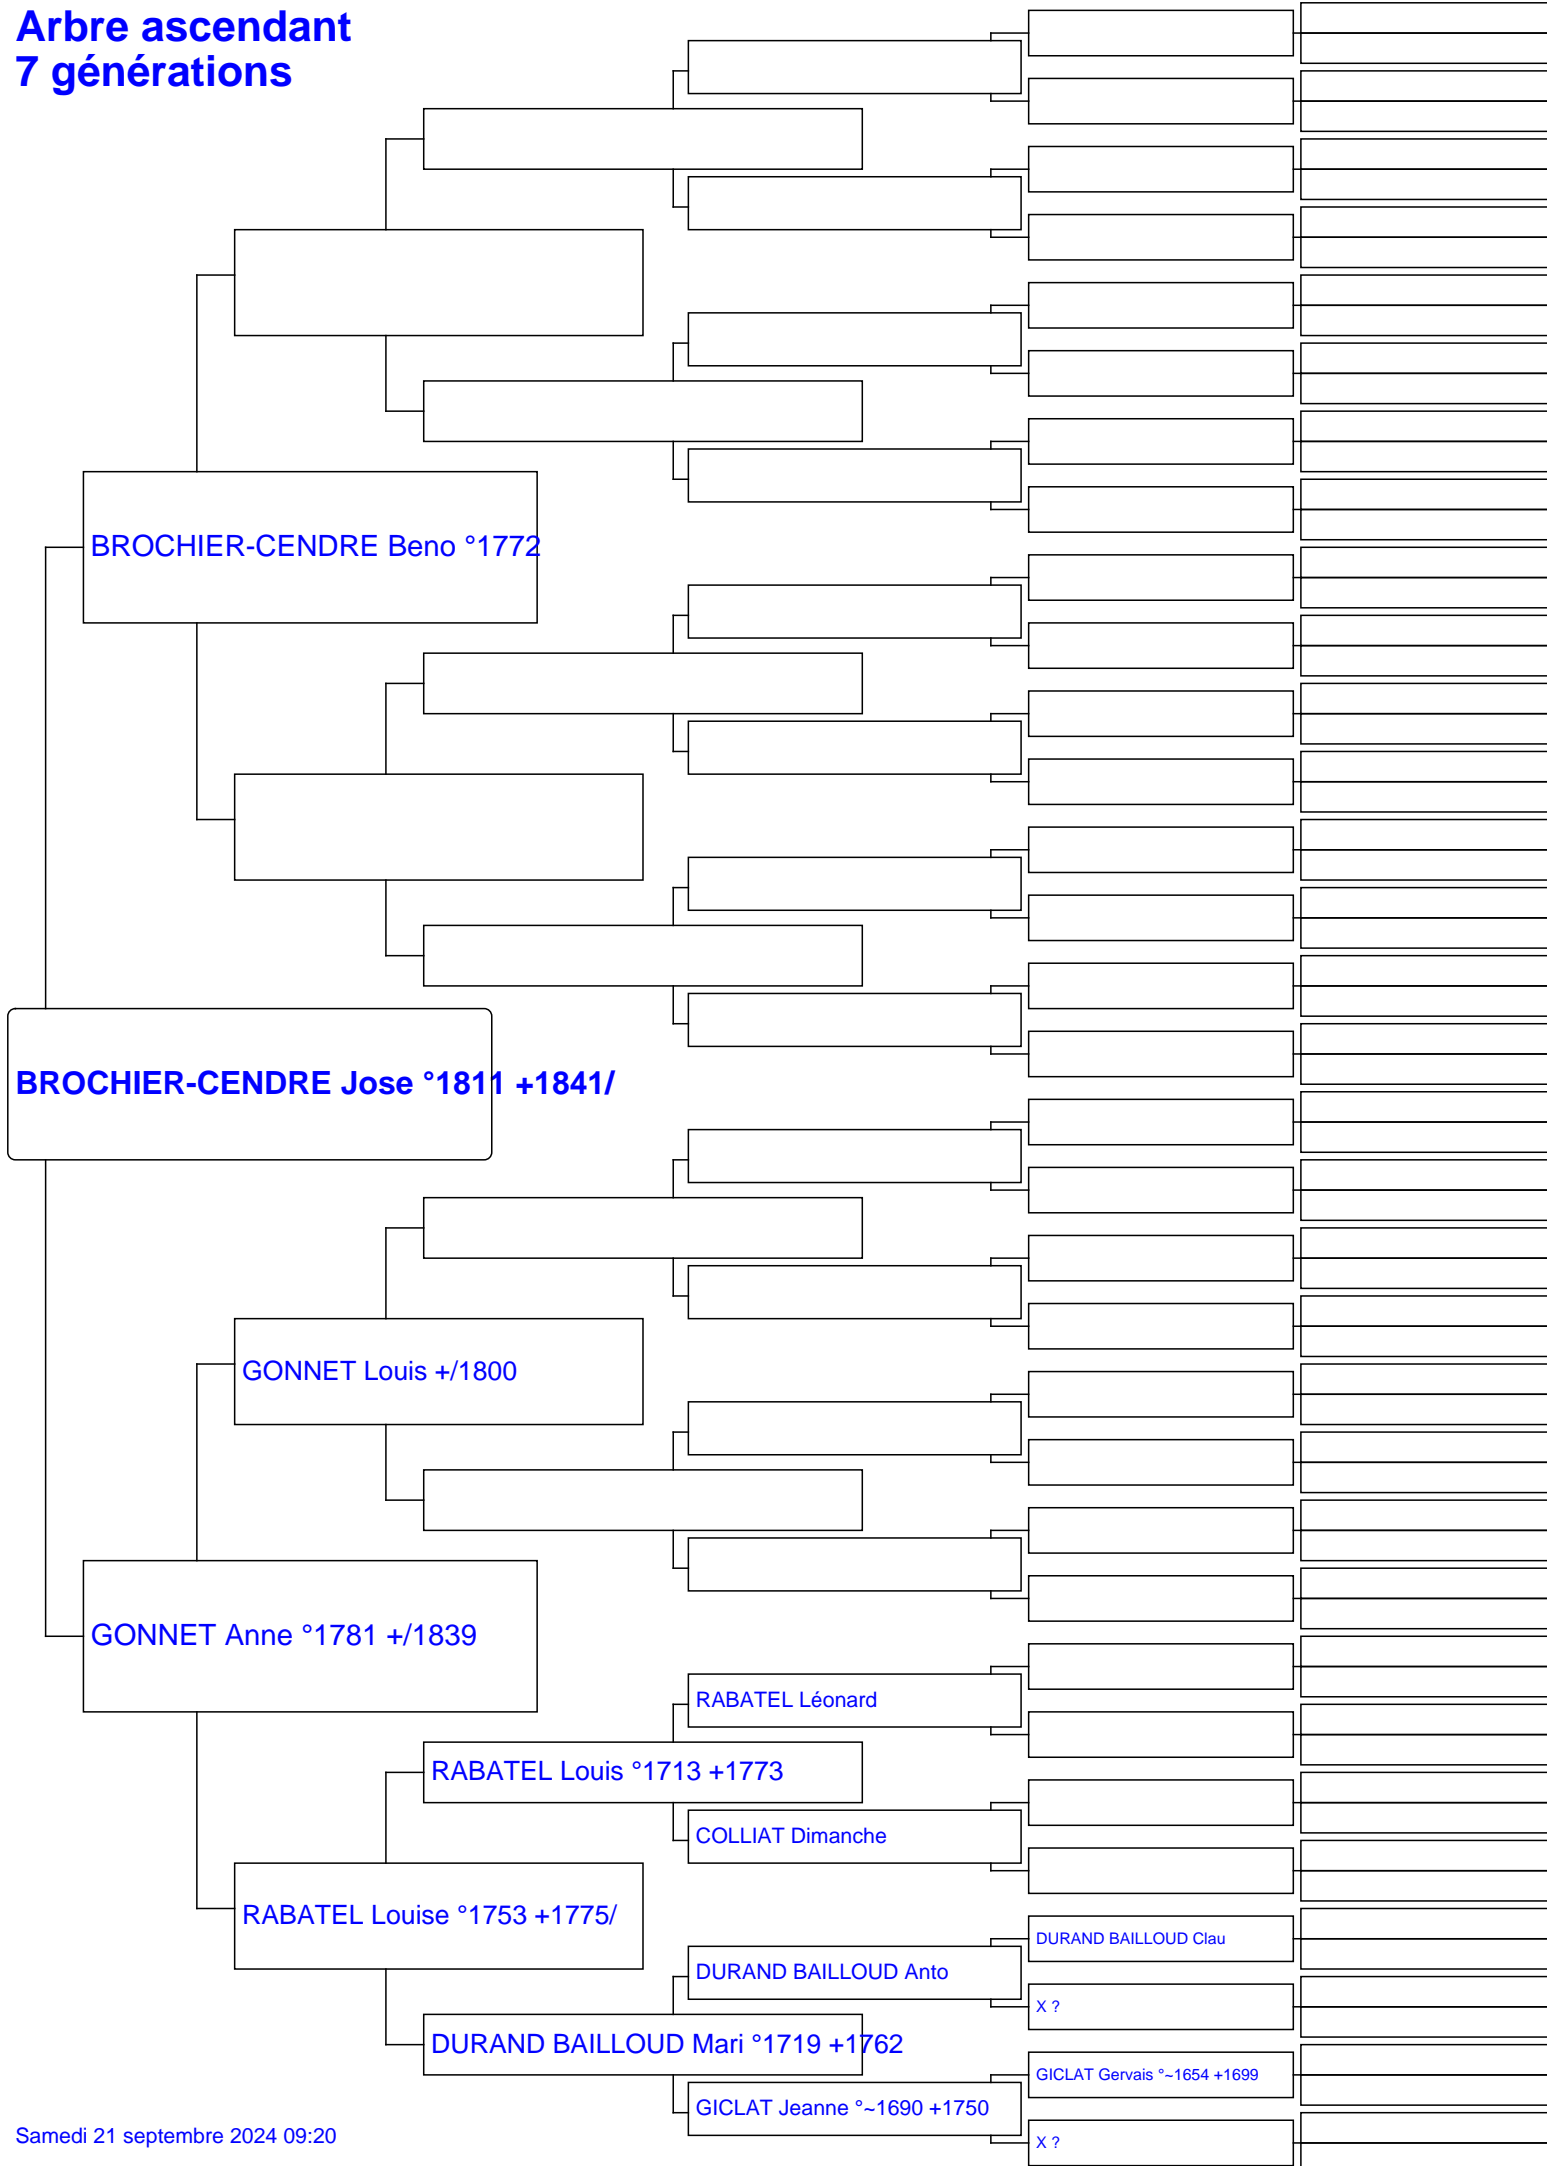 Arbre ascendant
7 générations
BROCHIER-CENDRE Beno °1772
BROCHIER-CENDRE Jose °1811 +1841/
GONNET Louis +/1800
GONNET Anne °1781 +/1839
RABATEL Léonard
RABATEL Louis °1713 +1773
COLLIAT Dimanche
RABATEL Louise °1753 +1775/
DURAND BAILLOUD Clau
DURAND BAILLOUD Anto
X ?
DURAND BAILLOUD Mari °1719 +1762
GICLAT Gervais °~1654 +1699
GICLAT Jeanne °~1690 +1750
X ?
Samedi 21 septembre 2024 09:20